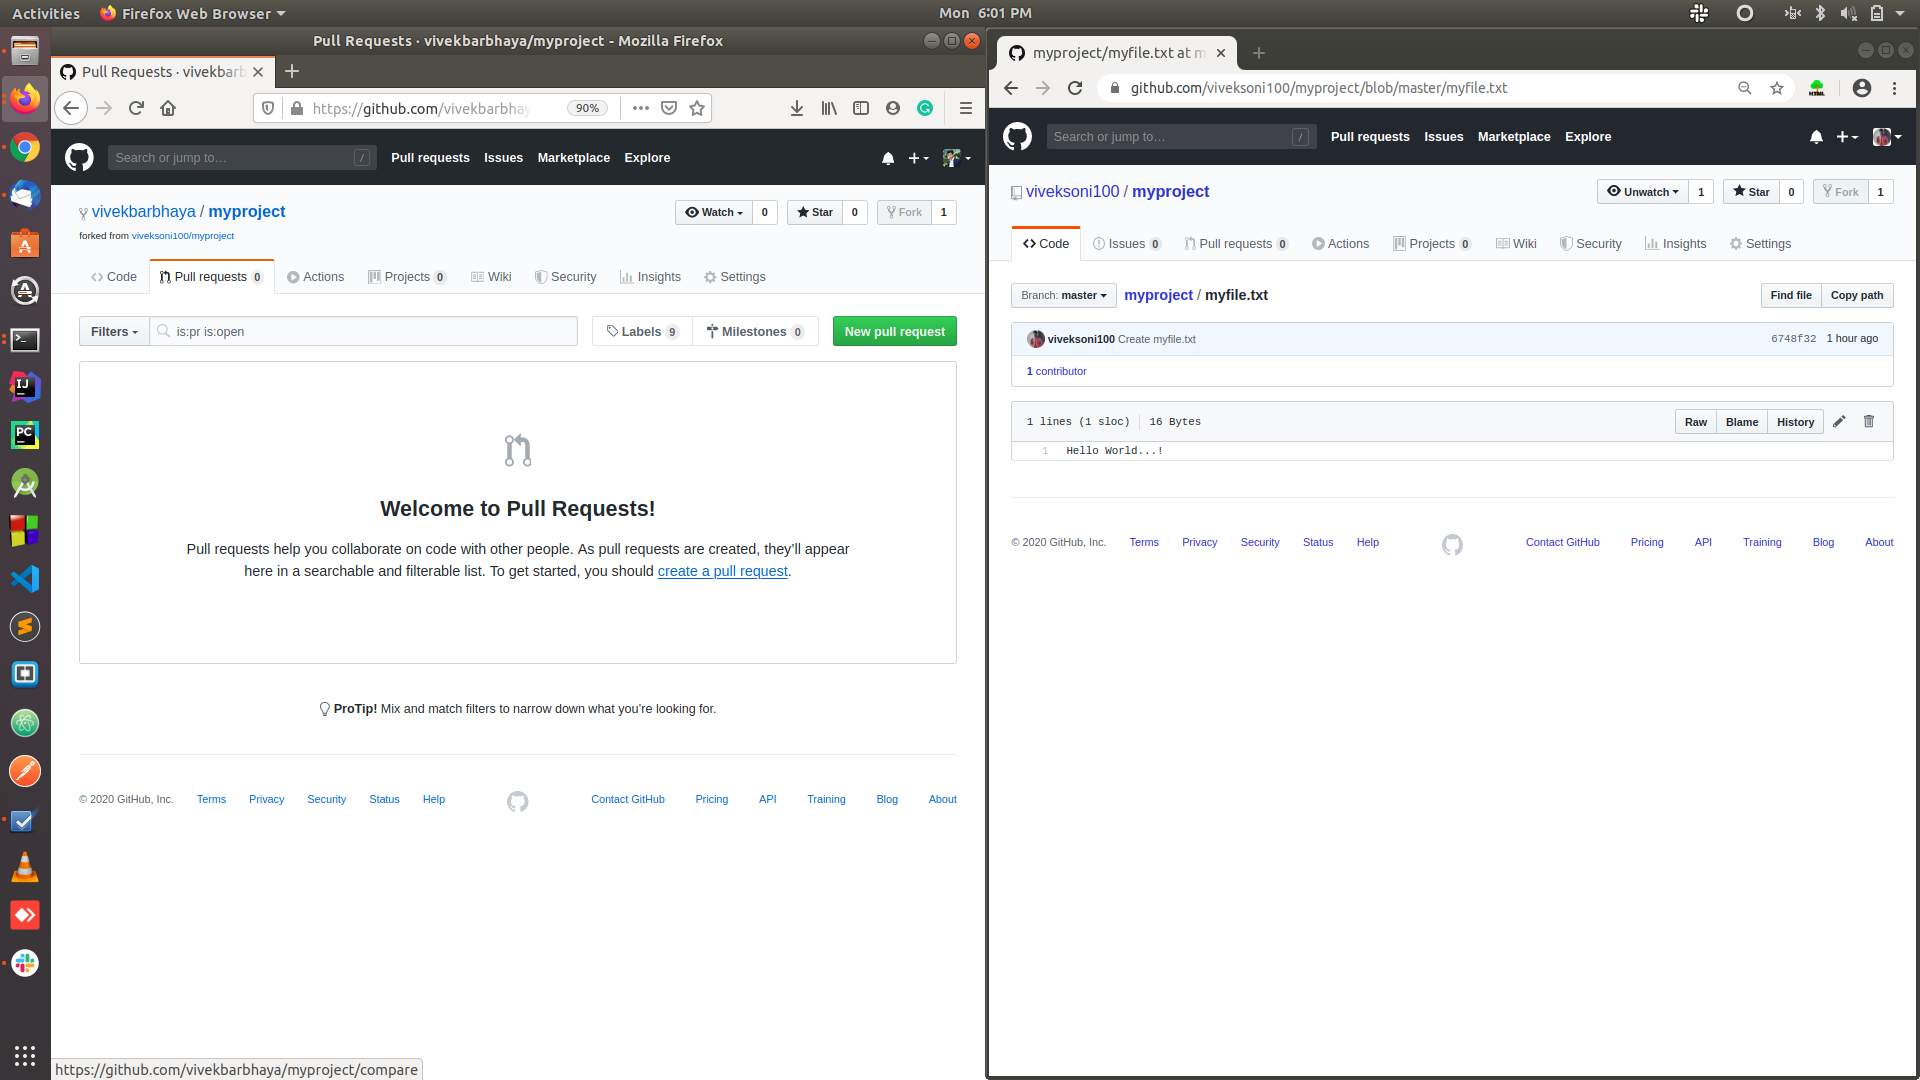 Activities Firefox Web Browser Mon 6:01 PM
Pull Requests · vivekbarbhaya/myproject - Mozilla Firefox
Pull Requests · vivekbarb
https://github.com/vivekbarbhay 90%
Search or jump to… / Pull requests Issues Marketplace Explore
vivekbarbhaya / myproject Watch 0 Star 0 Fork 1
forked from viveksoni100/myproject
Code Pull requests 0 Actions Projects 0 Wiki Security Insights Settings
Filters is:pr is:open Labels 9 Milestones 0 New pull request
Welcome to Pull Requests!
Pull requests help you collaborate on code with other people. As pull requests are created, they’ll appear
here in a searchable and filterable list. To get started, you should create a pull request.
ProTip! Mix and match filters to narrow down what you’re looking for.
© 2020 GitHub, Inc. Terms Privacy Security Status Help Contact GitHub Pricing API Training Blog About
https://github.com/vivekbarbhaya/myproject/compare
myproject/myfile.txt at m
github.com/viveksoni100/myproject/blob/master/myfile.txt
HTML
Search or jump to… / Pull requests Issues Marketplace Explore
viveksoni100 / myproject Unwatch 1 Star 0 Fork 1
Code Issues 0 Pull requests 0 Actions Projects 0 Wiki Security Insights Settings
Branch: master myproject / myfile.txt Find file Copy path
viveksoni100 Create myfile.txt 6748f32 1 hour ago
1 contributor
1 lines (1 sloc) 16 Bytes Raw Blame History
1 Hello World...!
© 2020 GitHub, Inc. Terms Privacy Security Status Help Contact GitHub Pricing API Training Blog About
IJ
PC